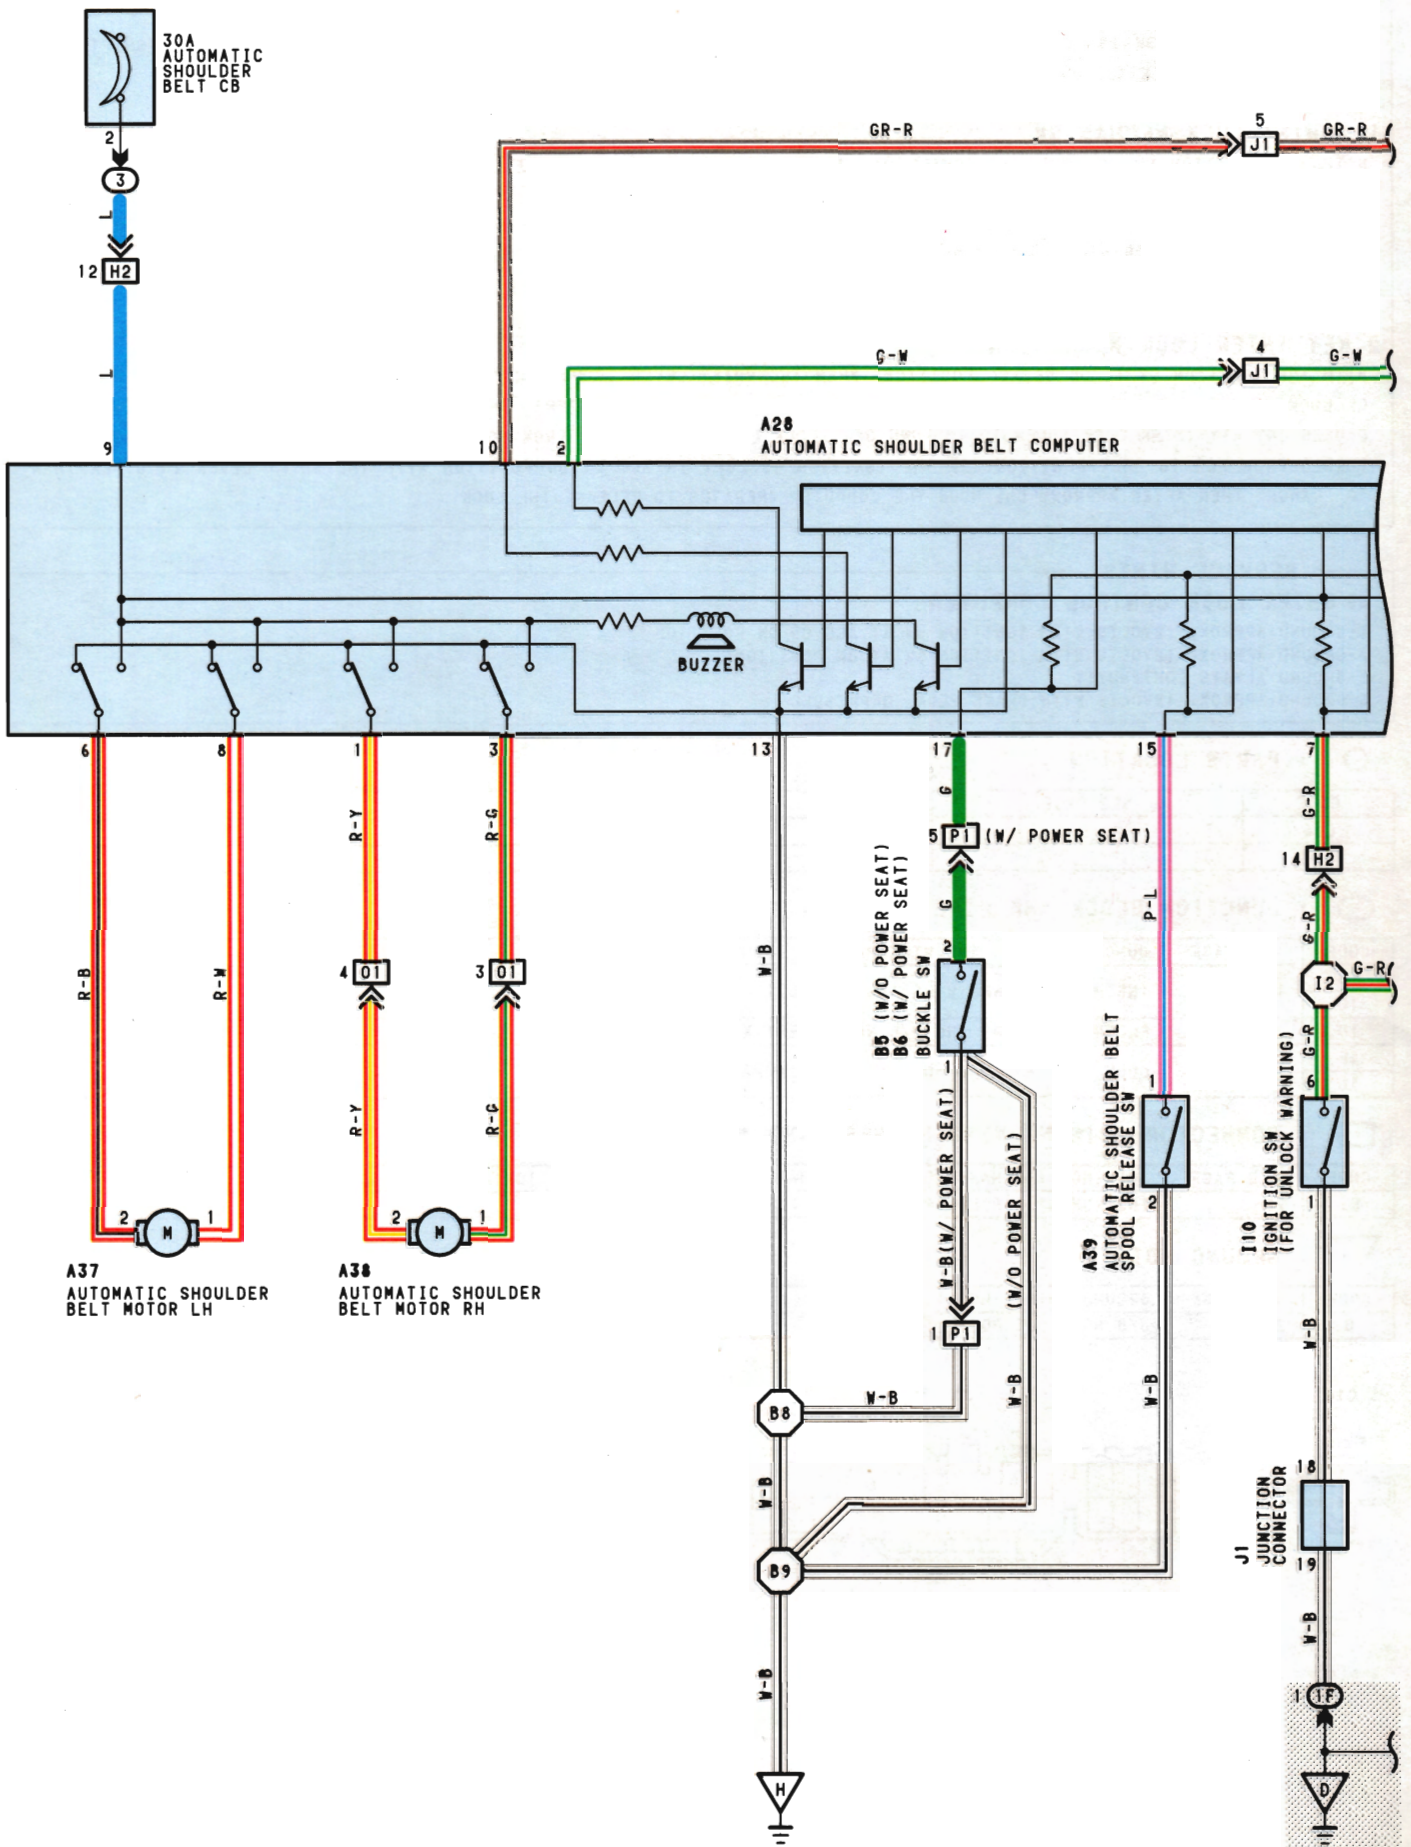 30A
AUTOMATIC
SHOULDER
BELT CB
2
3
L
12 H2
L
GR-R
5
J1
GR-R
G-W
4
J1
G-W
9
10
2
A28
AUTOMATIC SHOULDER BELT COMPUTER
BUZZER
6
8
1
3
13
17
15
7
R-B
R-W
R-Y
R-G
4 O1
3 O1
R-Y
R-G
2
M
1
2
M
1
A37
AUTOMATIC SHOULDER
BELT MOTOR LH
A38
AUTOMATIC SHOULDER
BELT MOTOR RH
W-B
G
5 P1 (W/ POWER SEAT)
G
2
B5 (W/O POWER SEAT)
B6 (W/ POWER SEAT)
BUCKLE SW
1
W-B(W/ POWER SEAT)
(W/O POWER SEAT)
1 P1
W-B
W-B
P-L
1
A39
AUTOMATIC SHOULDER BELT
SPOOL RELEASE SW
2
W-B
G-R
14 H2
G-R
I2
G-R
G-R
6
I10
IGNITION SW
(FOR UNLOCK WARNING)
1
W-B
B8
W-B
B9
W-B
H
18
J1
JUNCTION
CONNECTOR
19
W-B
1 1F
D